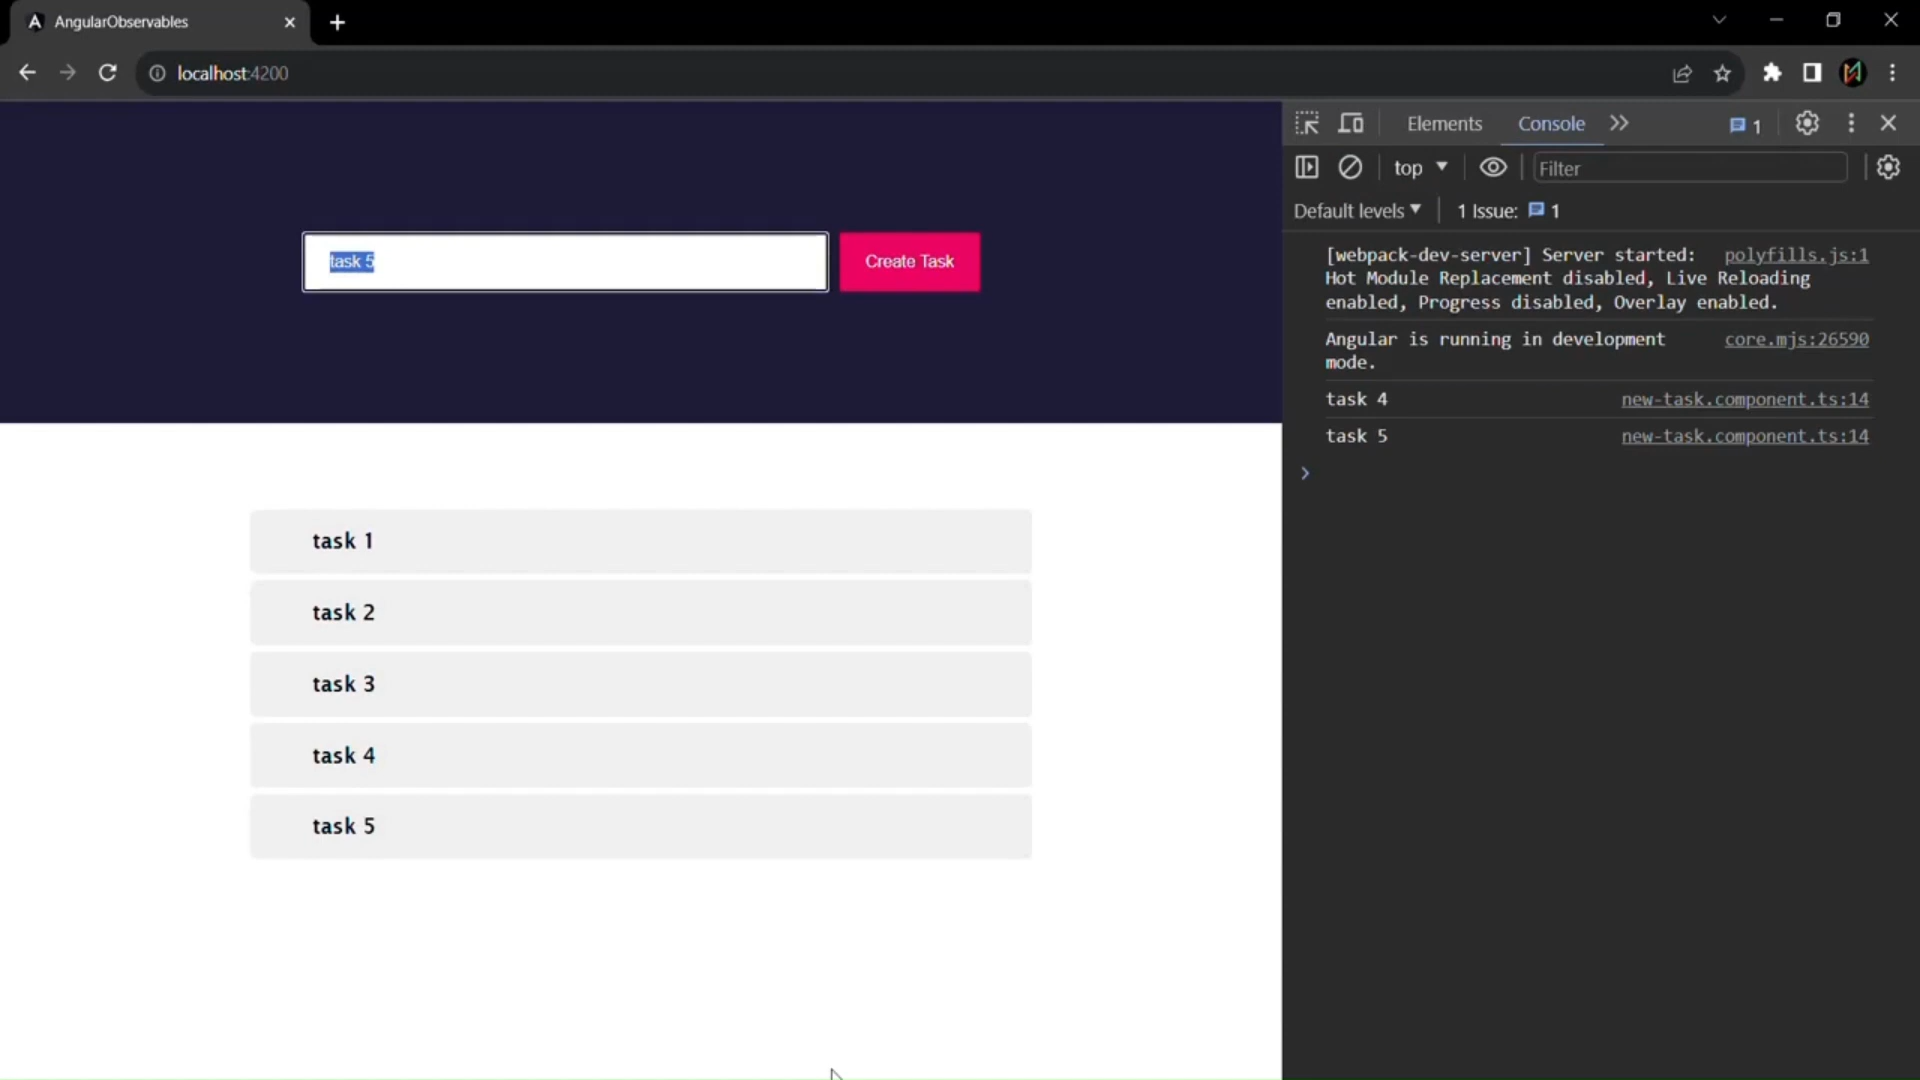 AngularObservables
localhost:4200
Elements Console 1
top Filter
Default levels 1 Issue: 1
task 5 Create Task
[webpack-dev-server] Server started: polyfills.js:1
Hot Module Replacement disabled, Live Reloading
enabled, Progress disabled, Overlay enabled.
Angular is running in development core.mjs:26590
mode.
task 4 new-task.component.ts:14
task 5 new-task.component.ts:14
task 1
task 2
task 3
task 4
task 5